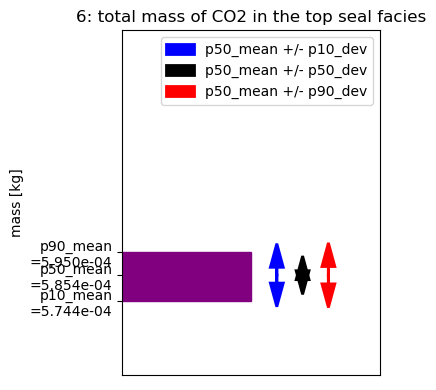 6: total mass of CO2 in the top seal facies
p50_mean +/- p10_dev
p50_mean +/- p50_dev
p50_mean +/- p90_dev
mass [kg]
p90_mean
=5.950e-04
p50_mean
=5.854e-04
p10_mean
=5.744e-04